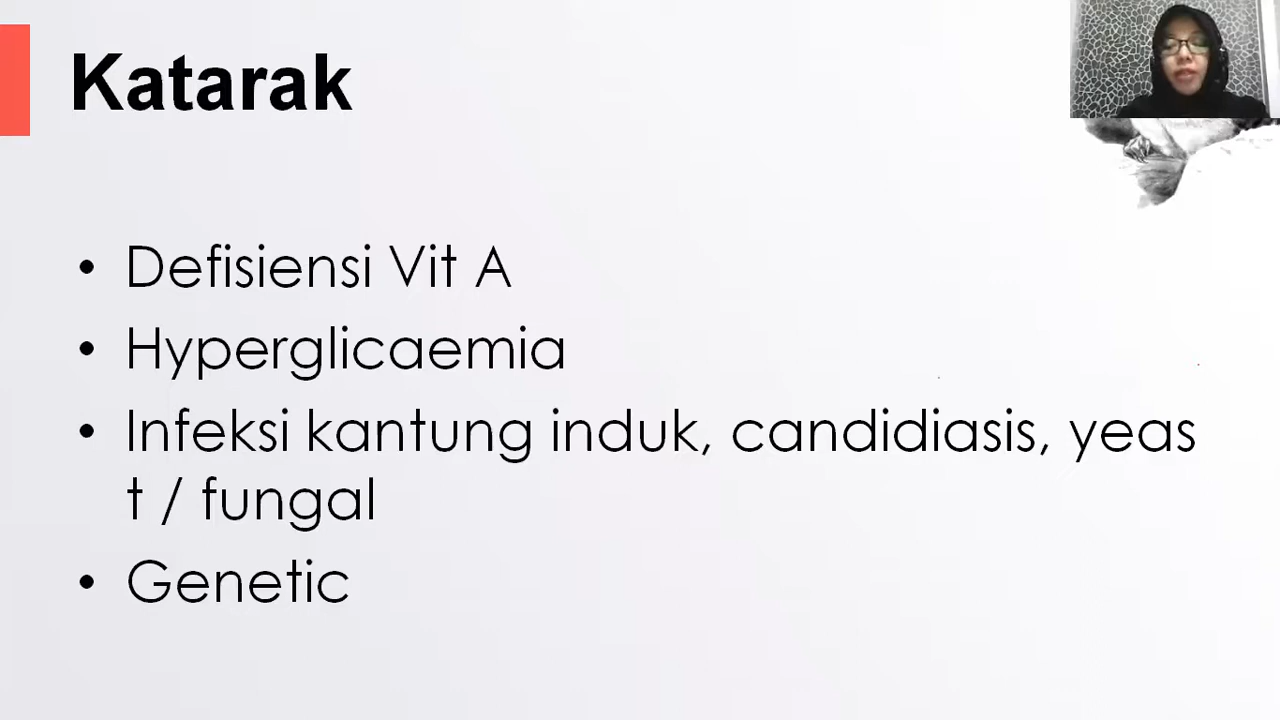 Katarak
• Defisiensi Vit A
• Hyperglicaemia
• Infeksi kantung induk, candidiasis, yeas
t / fungal
• Genetic